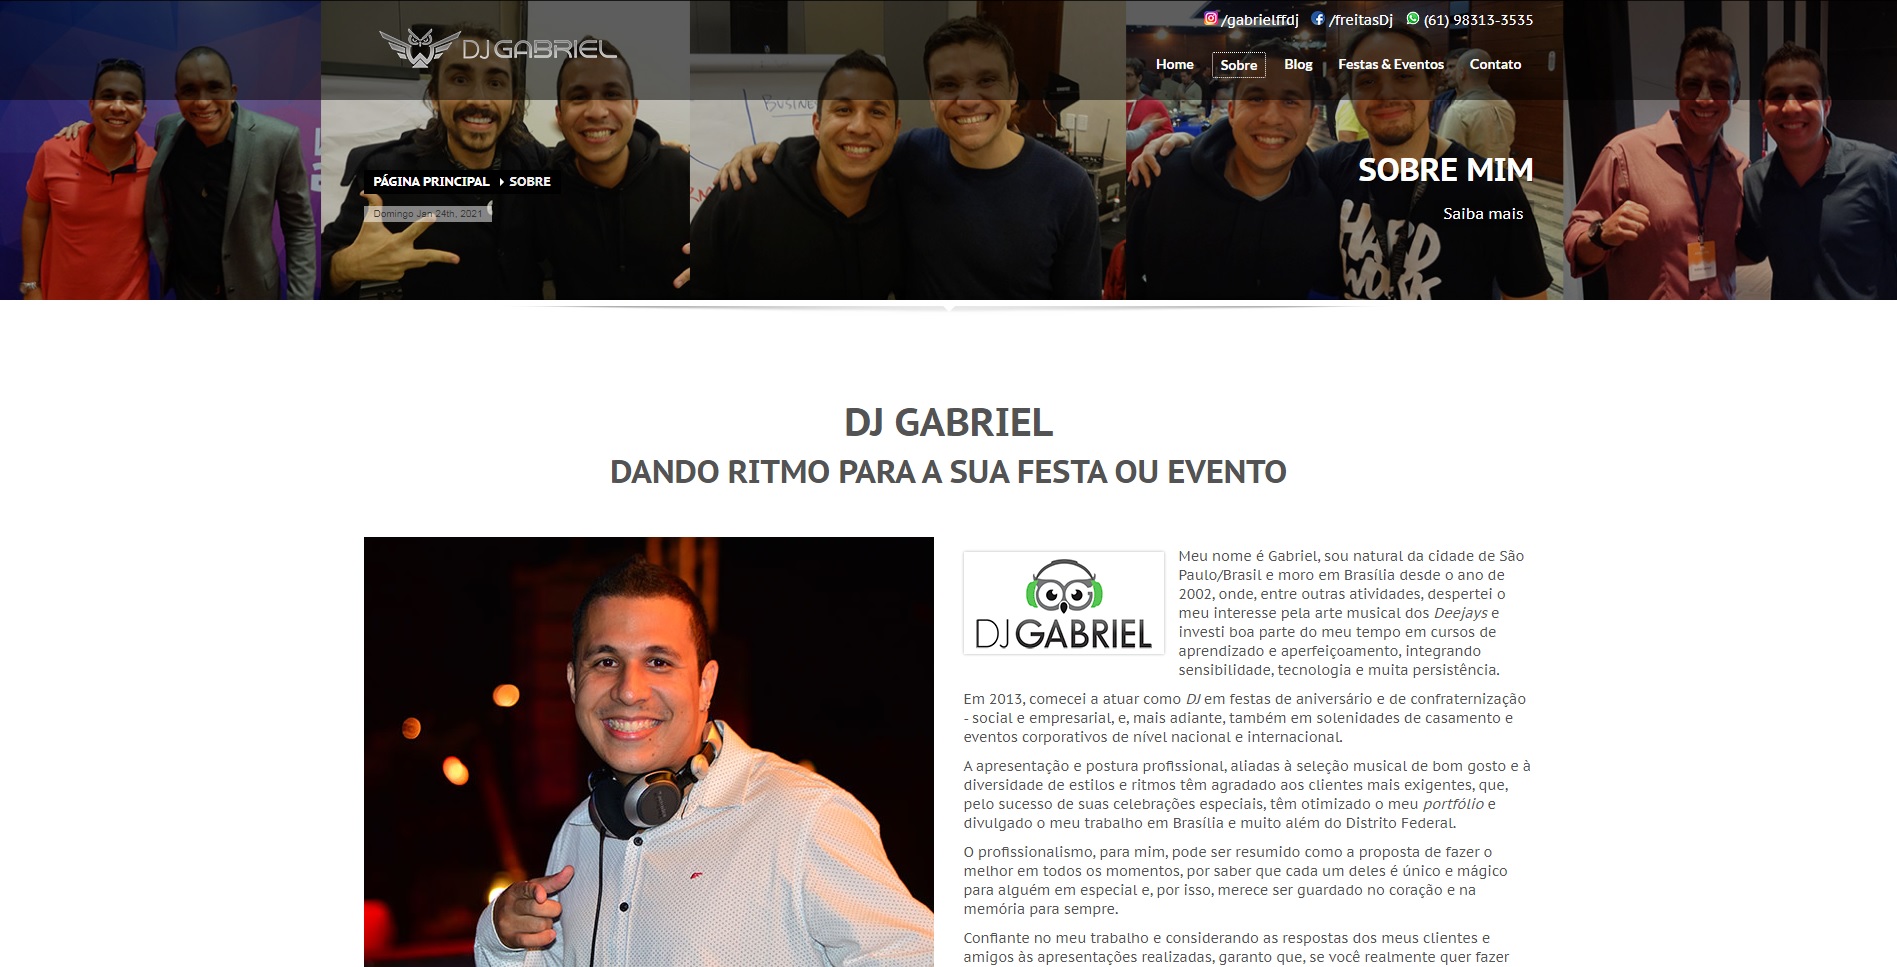 /gabrielffdj /freitasDj (61) 98313-3535
DJ GABRIEL
Home Sobre Blog Festas & Eventos Contato
BUSINE
PÁGINA PRINCIPAL SOBRE
Domingo Jan 24th, 2021
SOBRE MIM
Saiba mais
HARD
WORK
DJ GABRIEL
DANDO RITMO PARA A SUA FESTA OU EVENTO
DJ GABRIEL
Meu nome é Gabriel, sou natural da cidade de São
Paulo/Brasil e moro em Brasília desde o ano de
2002, onde, entre outras atividades, despertei o
meu interesse pela arte musical dos Deejays e
investi boa parte do meu tempo em cursos de
aprendizado e aperfeiçoamento, integrando
sensibilidade, tecnologia e muita persistência.
Em 2013, comecei a atuar como DJ em festas de aniversário e de confraternização
- social e empresarial, e, mais adiante, também em solenidades de casamento e
eventos corporativos de nível nacional e internacional.
A apresentação e postura profissional, aliadas à seleção musical de bom gosto e à
diversidade de estilos e ritmos têm agradado aos clientes mais exigentes, que,
pelo sucesso de suas celebrações especiais, têm otimizado o meu portfólio e
divulgado o meu trabalho em Brasília e muito além do Distrito Federal.
O profissionalismo, para mim, pode ser resumido como a proposta de fazer o
melhor em todos os momentos, por saber que cada um deles é único e mágico
para alguém em especial e, por isso, merece ser guardado no coração e na
memória para sempre.
Confiante no meu trabalho e considerando as respostas dos meus clientes e
amigos às apresentações realizadas, garanto que, se você realmente quer fazer